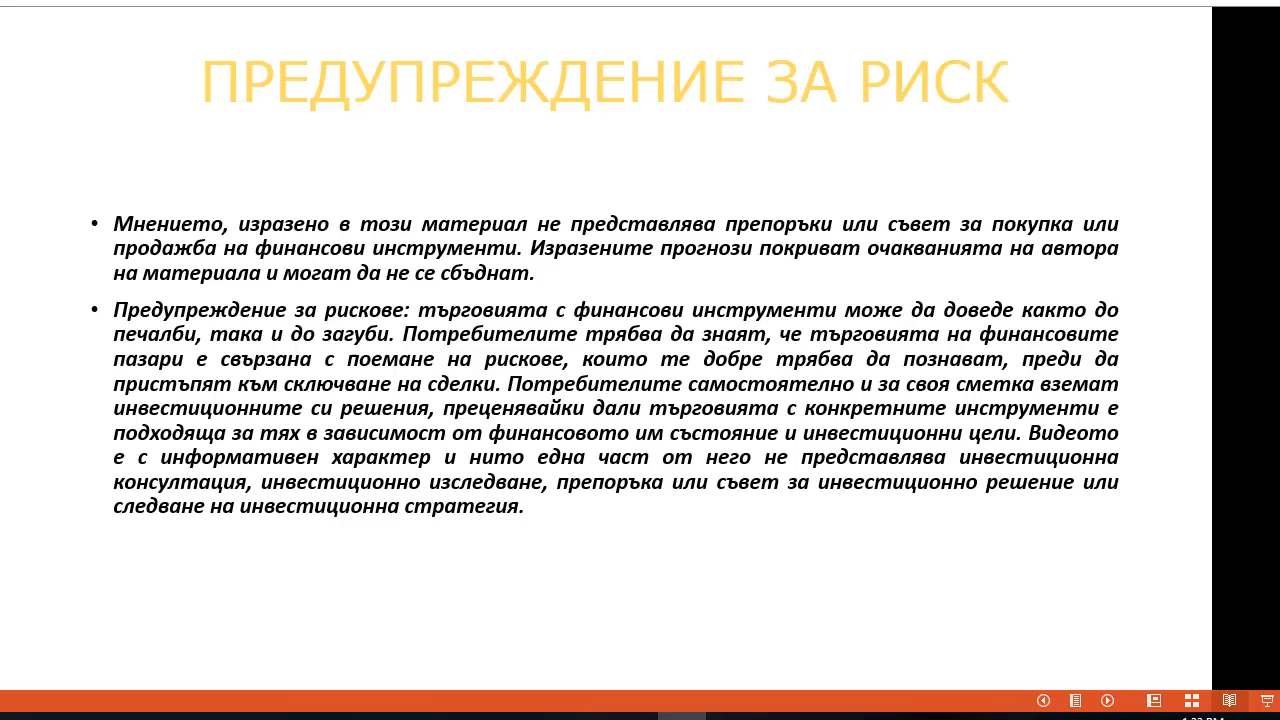 ПРЕДУПРЕЖДЕНИЕ ЗА РИСК
• Мнението, изразено в този материал не представлява препоръки или съвет за покупка или
продажба на финансови инструменти. Изразените прогнози покриват очакванията на автора
на материала и могат да не се сбъднат.
• Предупреждение за рискове: търговията с финансови инструменти може да доведе както до
печалби, така и до загуби. Потребителите трябва да знаят, че търговията на финансовите
пазари е свързана с поемане на рискове, които те добре трябва да познават, преди да
пристъпят към сключване на сделки. Потребителите самостоятелно и за своя сметка вземат
инвестиционните си решения, преценявайки дали търговията с конкретните инструменти е
подходяща за тях в зависимост от финансовото им състояние и инвестиционни цели. Видеото
е с информативен характер и нито една част от него не представлява инвестиционна
консултация, инвестиционно изследване, препоръка или съвет за инвестиционно решение или
следване на инвестиционна стратегия.